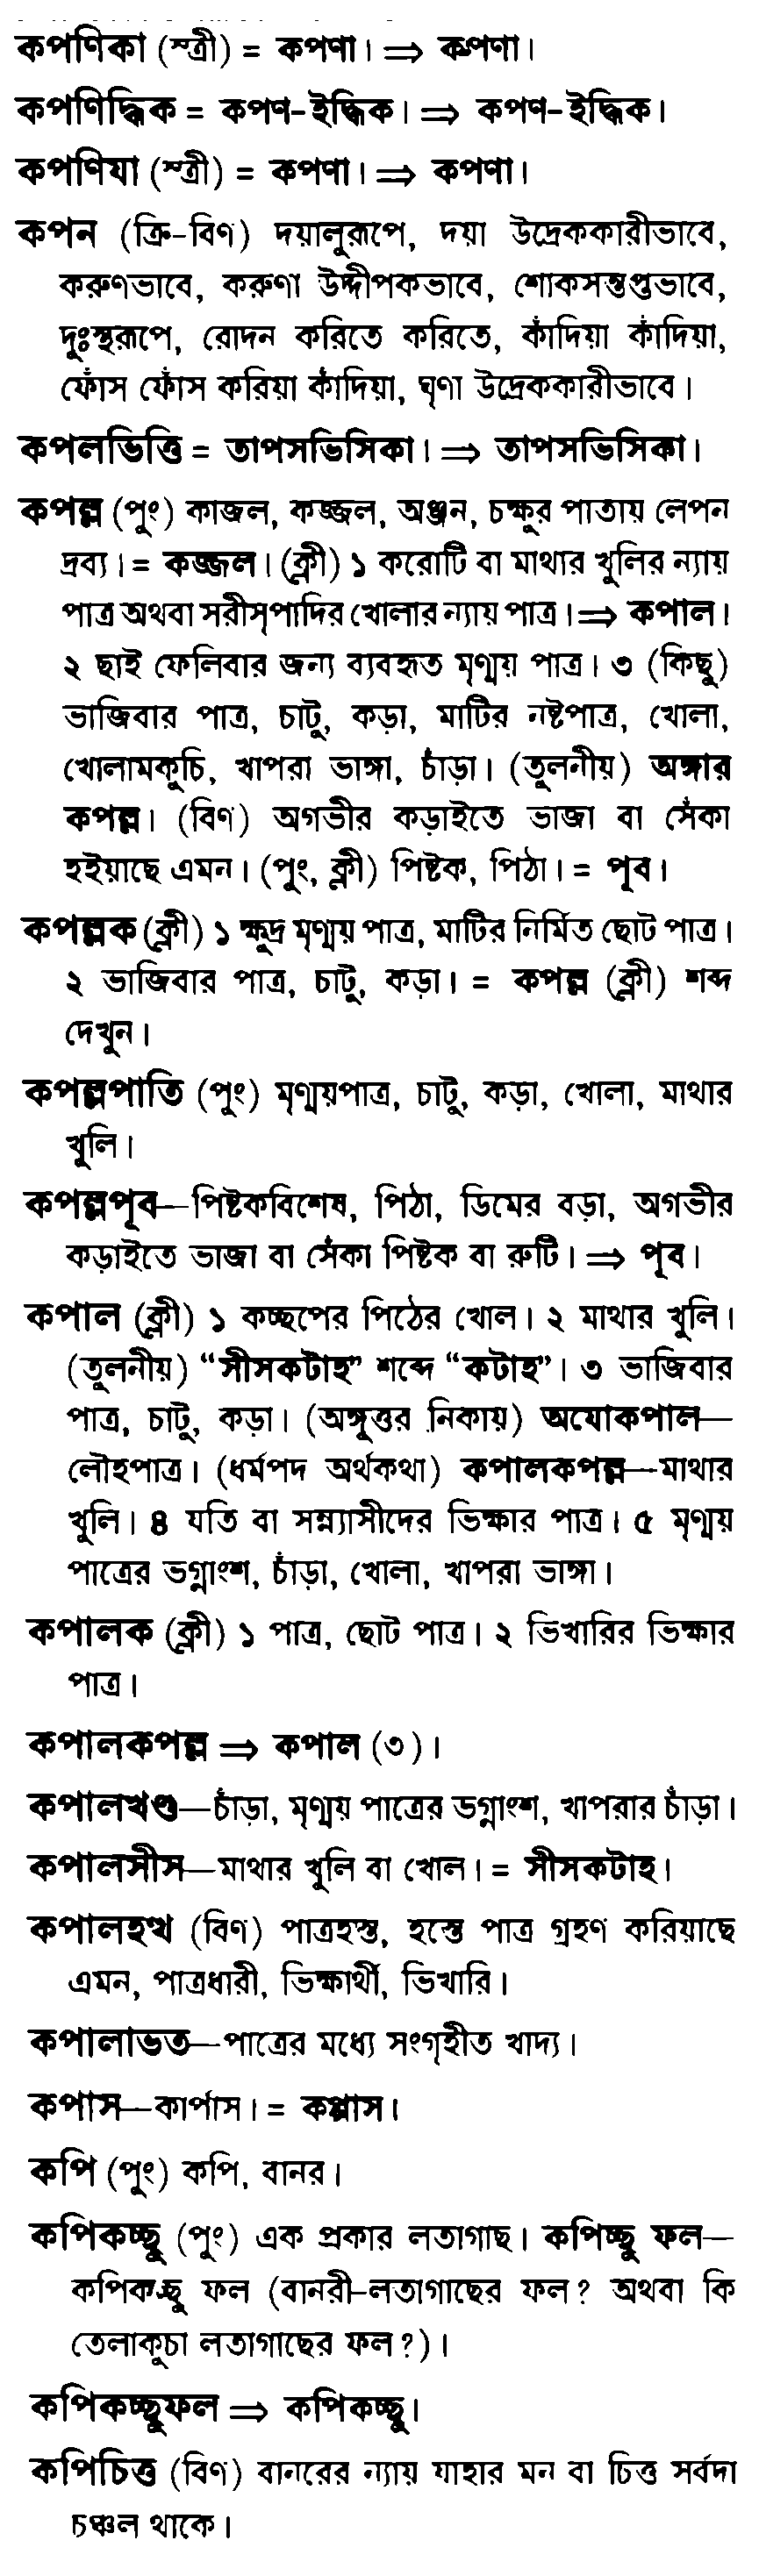 কপণিকা (স্ত্রী) = কপণা। ⇒ কপণা।
কপণিদ্ধিক = কপণ-ইদ্ধিক। ⇒ কপণ-ইদ্ধিক।
কপণিযা (স্ত্রী) = কপণা। ⇒ কপণা।
কপন (ক্রি-বিণ) দয়ালুরূপে, দয়া উদ্রেককারীভাবে,
করুণভাবে, করুণা উদ্দীপকভাবে, শোকসন্তপ্তভাবে,
দুঃস্থরূপে, রোদন করিতে করিতে, কাঁদিয়া কাঁদিয়া,
ফোঁস ফোঁস করিয়া কাঁদিয়া, ঘৃণা উদ্রেককারীভাবে।
কপলভিত্তি = তাপসভিসিকা। ⇒ তাপসভিসিকা।
কপল্ল (পুং) কাজল, কজ্জল, অঞ্জন, চক্ষুর পাতায় লেপন
দ্রব্য। = কজ্জল। (ক্লী) ১ করোটি বা মাথার খুলির ন্যায়
পাত্র অথবা সরীসৃপাদির খোলার ন্যায় পাত্র। ⇒ কপাল।
২ ছাই ফেলিবার জন্য ব্যবহৃত মৃণ্ময় পাত্র। ৩ (কিছু)
ভাজিবার পাত্র, চাটু, কড়া, মাটির নষ্টপাত্র, খোলা,
খোলামকুচি, খাপরা ভাঙ্গা, চাঁড়া। (তুলনীয়) অঙ্গার
কপল্ল। (বিণ) অগভীর কড়াইতে ভাজা বা সেঁকা
হইয়াছে এমন। (পুং, ক্লী) পিষ্টক, পিঠা। = পূব।
কপল্লক (ক্লী) ১ ক্ষুদ্র মৃণ্ময় পাত্র, মাটির নির্মিত ছোট পাত্র।
২ ভাজিবার পাত্র, চাটু, কড়া। = কপল্ল (ক্লী) শব্দ
দেখুন।
কপল্লপাতি (পুং) মৃণ্ময়পাত্র, চাটু, কড়া, খোলা, মাথার
খুলি।
কপল্লপূব—পিষ্টকবিশেষ, পিঠা, ডিমের বড়া, অগভীর
কড়াইতে ভাজা বা সেঁকা পিষ্টক বা রুটি। ⇒ পূব।
কপাল (ক্লী) ১ কচ্ছপের পিঠের খোল। ২ মাথার খুলি।
(তুলনীয়) “সীসকটাহ” শব্দে “কটাহ”। ৩ ভাজিবার
পাত্র, চাটু, কড়া। (অঙ্গুত্তর নিকায়) অযোকপাল—
লৌহপাত্র। (ধর্মপদ অর্থকথা) কপালকপল্ল—মাথার
খুলি। ৪ যতি বা সন্ন্যাসীদের ভিক্ষার পাত্র। ৫ মৃণ্ময়
পাত্রের ভগ্নাংশ, চাঁড়া, খোলা, খাপরা ভাঙ্গা।
কপালক (ক্লী) ১ পাত্র, ছোট পাত্র। ২ ভিখারির ভিক্ষার
পাত্র।
কপালকপল্ল ⇒ কপাল (৩)।
কপালখণ্ড—চাঁড়া, মৃণ্ময় পাত্রের ভগ্নাংশ, খাপরার চাঁড়া।
কপালসীস—মাথার খুলি বা খোল। = সীসকটাহ।
কপালহত্থ (বিণ) পাত্রহস্ত, হস্তে পাত্র গ্রহণ করিয়াছে
এমন, পাত্রধারী, ভিক্ষার্থী, ভিখারি।
কপালাভত—পাত্রের মধ্যে সংগৃহীত খাদ্য।
কপাস—কার্পাস। = কপ্পাস।
কপি (পুং) কপি, বানর।
কপিকচ্ছু (পুং) এক প্রকার লতাগাছ। কপিচ্ছু ফল—
কপিকচ্ছু ফল (বানরী-লতাগাছের ফল? অথবা কি
তেলাকুচা লতাগাছের ফল?)।
কপিকচ্ছুফল ⇒ কপিকচ্ছু।
কপিচিত্ত (বিণ) বানরের ন্যায় যাহার মন বা চিত্ত সর্বদা
চঞ্চল থাকে।